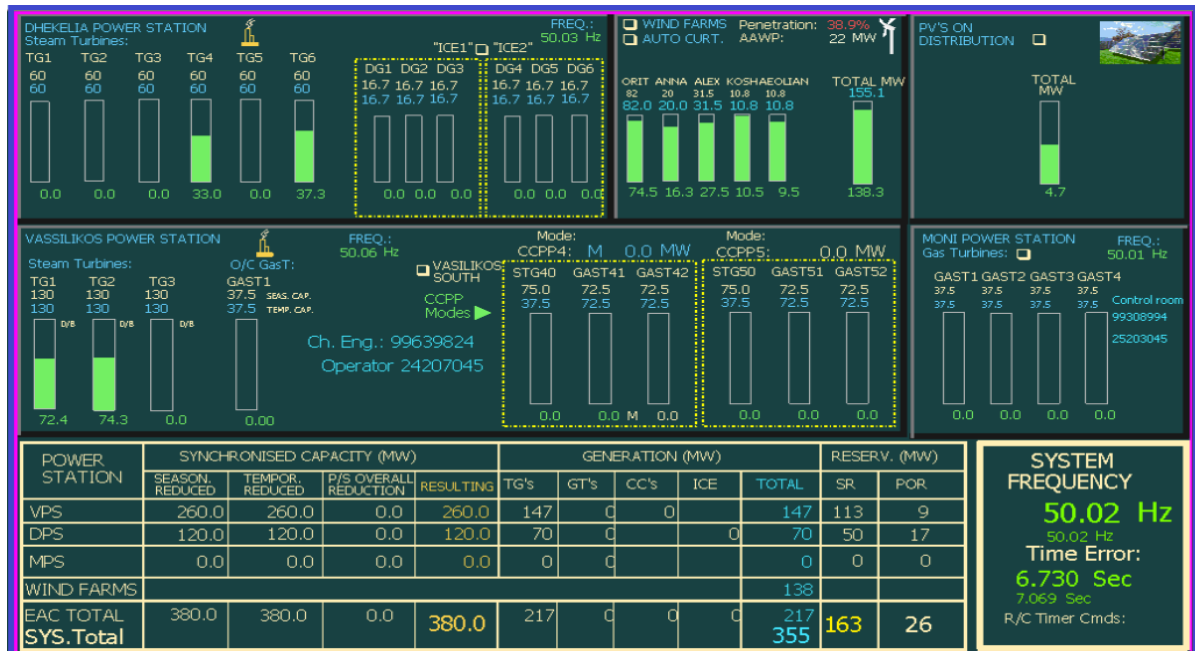 DHEKELIA POWER STATION
Steam Turbines:
FREQ.:
50.03 Hz
TG1 TG2 TG3 TG4 TG5 TG6
60 60 60 60 60 60
60 60 60 60 60 60
0.0 0.0 0.0 33.0 0.0 37.3
"ICE1" "ICE2"
DG1 DG2 DG3 DG4 DG5 DG6
16.7 16.7 16.7 16.7 16.7 16.7
16.7 16.7 16.7 16.7 16.7 16.7
0.0 0.0 0.0 0.0 0.0 0.0
WIND FARMS Penetration: 38.9%
AUTO CURT. AAWP: 22 MW
ORIT ANNA ALEX KOSHAEOLIAN TOTAL MW
82 20 31.5 10.8 10.8 155.1
82.0 20.0 31.5 10.8 10.8
74.5 16.3 27.5 10.5 9.5 138.3
PV'S ON
DISTRIBUTION
TOTAL
MW
4.7
VASSILIKOS POWER STATION
FREQ.:
50.06 Hz
Steam Turbines: O/C GasT:
TG1 TG2 TG3 GAST1
130 130 130 37.5 SEAS. CAP.
130 130 130 37.5 TEMP. CAP.
D/B D/B D/B
72.4 74.3 0.0 0.00
VASILIKOS
SOUTH
CCPP
Modes
Ch. Eng.: 99639824
Operator 24207045
Mode:
CCPP4: M 0.0 MW
STG40 GAST41 GAST42
75.0 72.5 72.5
37.5 72.5 72.5
0.0 0.0 M 0.0
Mode:
CCPP5: 0.0 MW
STG50 GAST51 GAST52
75.0 72.5 72.5
37.5 72.5 72.5
0.0 0.0 0.0
MONI POWER STATION
Gas Turbines:
FREQ.:
50.01 Hz
GAST1 GAST2 GAST3 GAST4
37.5 37.5 37.5 37.5
37.5 37.5 37.5 37.5
Control room
99308994
25203045
0.0 0.0 0.0 0.0
POWER STATION SYNCHRONISED CAPACITY (MW) GENERATION (MW) RESERV. (MW)
SEASON. REDUCED TEMPOR. REDUCED P/S OVERALL REDUCTION RESULTING TG's GT's CC's ICE TOTAL SR POR
VPS 260.0 260.0 0.0 260.0 147 0 0 147 113 9
DPS 120.0 120.0 0.0 120.0 70 0 0 70 50 17
MPS 0.0 0.0 0.0 0.0 0 0 0 0 0
WIND FARMS 138
EAC TOTAL 380.0 380.0 0.0 380.0 217 0 0 0 217 163 26
SYS.Total 355
SYSTEM
FREQUENCY
50.02 Hz
50.02 Hz
Time Error:
6.730 Sec
7.069 Sec
R/C Timer Cmds: